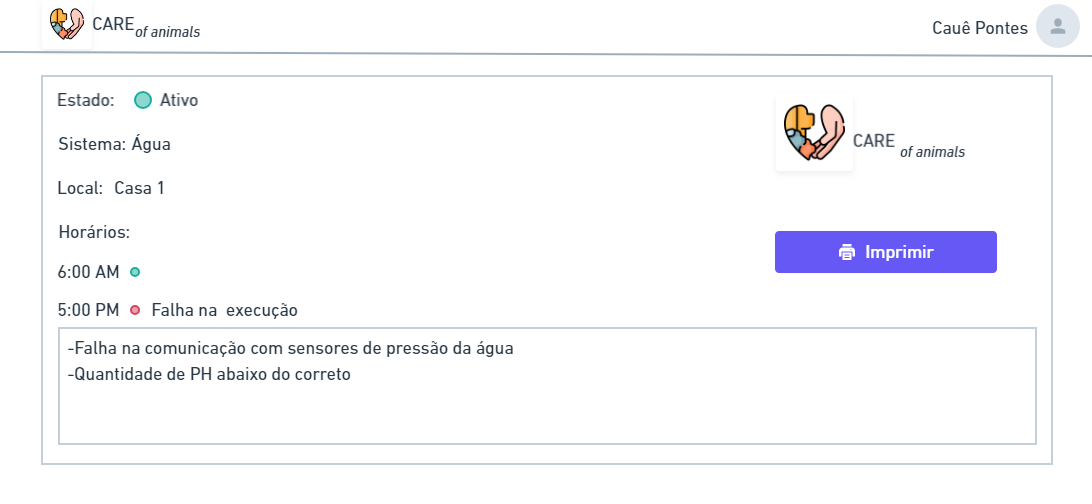 CARE of animals
Cauê Pontes
Estado: Ativo
Sistema: Água
Local: Casa 1
Horários:
6:00 AM
5:00 PM Falha na execução
-Falha na comunicação com sensores de pressão da água
-Quantidade de PH abaixo do correto
CARE of animals
Imprimir